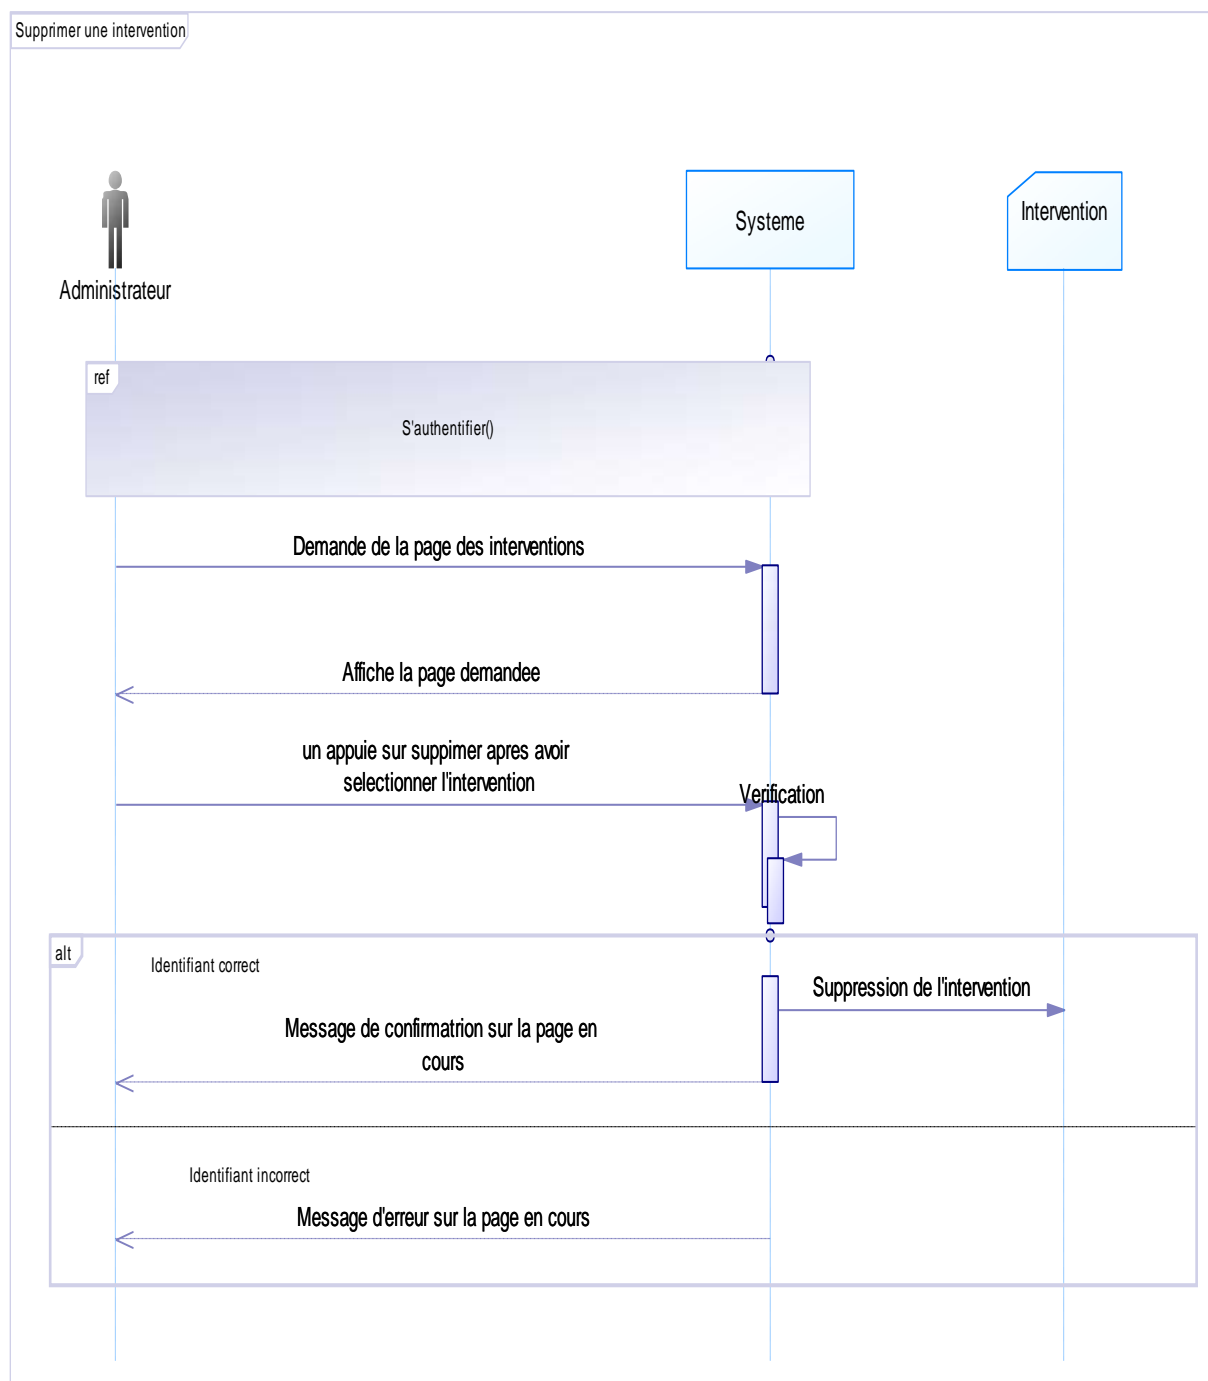 Supprimer une intervention
Systeme
Intervention
Administrateur
ref
S'authentifier()
Demande de la page des interventions
Affiche la page demandee
un appuie sur suppimer apres avoir
selectionner l'intervention
Verification
alt
Identifiant correct
Suppression de l'intervention
Message de confirmatrion sur la page en
cours
Identifiant incorrect
Message d'erreur sur la page en cours